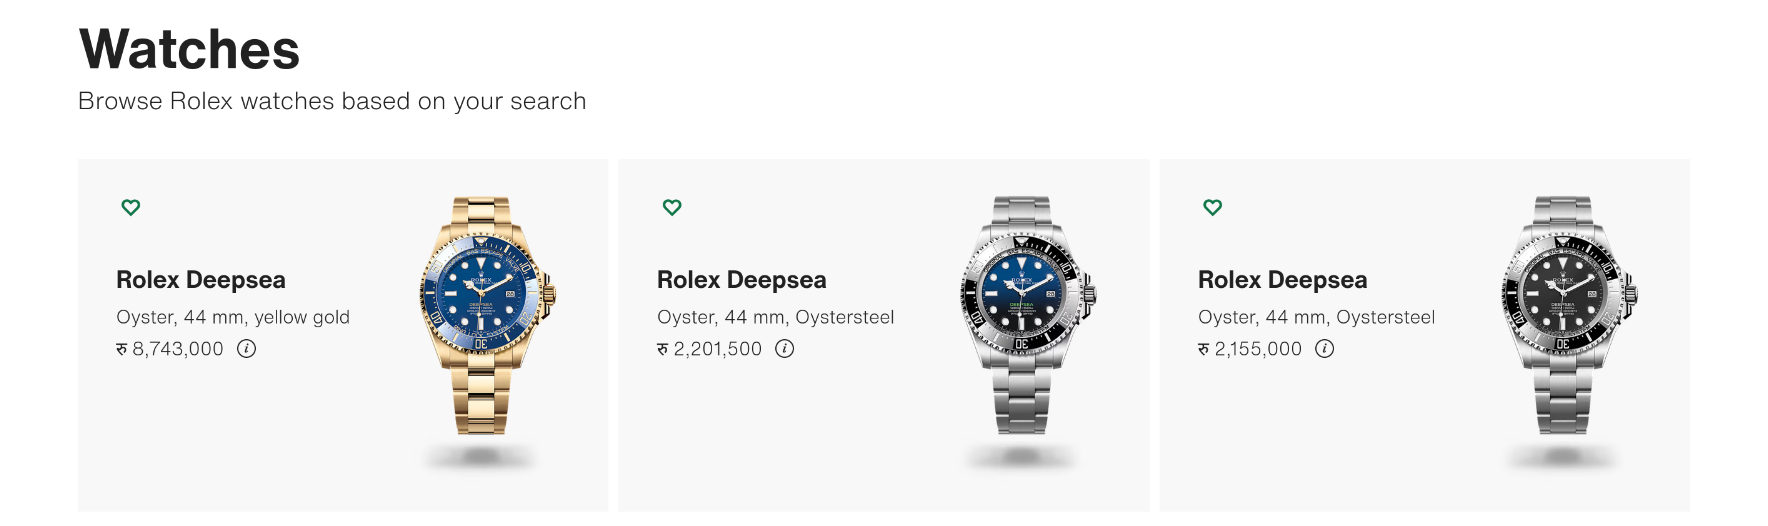 Watches
Browse Rolex watches based on your search
Rolex Deepsea
Oyster, 44 mm, yellow gold
रु 8,743,000
Rolex Deepsea
Oyster, 44 mm, Oystersteel
रु 2,201,500
Rolex Deepsea
Oyster, 44 mm, Oystersteel
रु 2,155,000